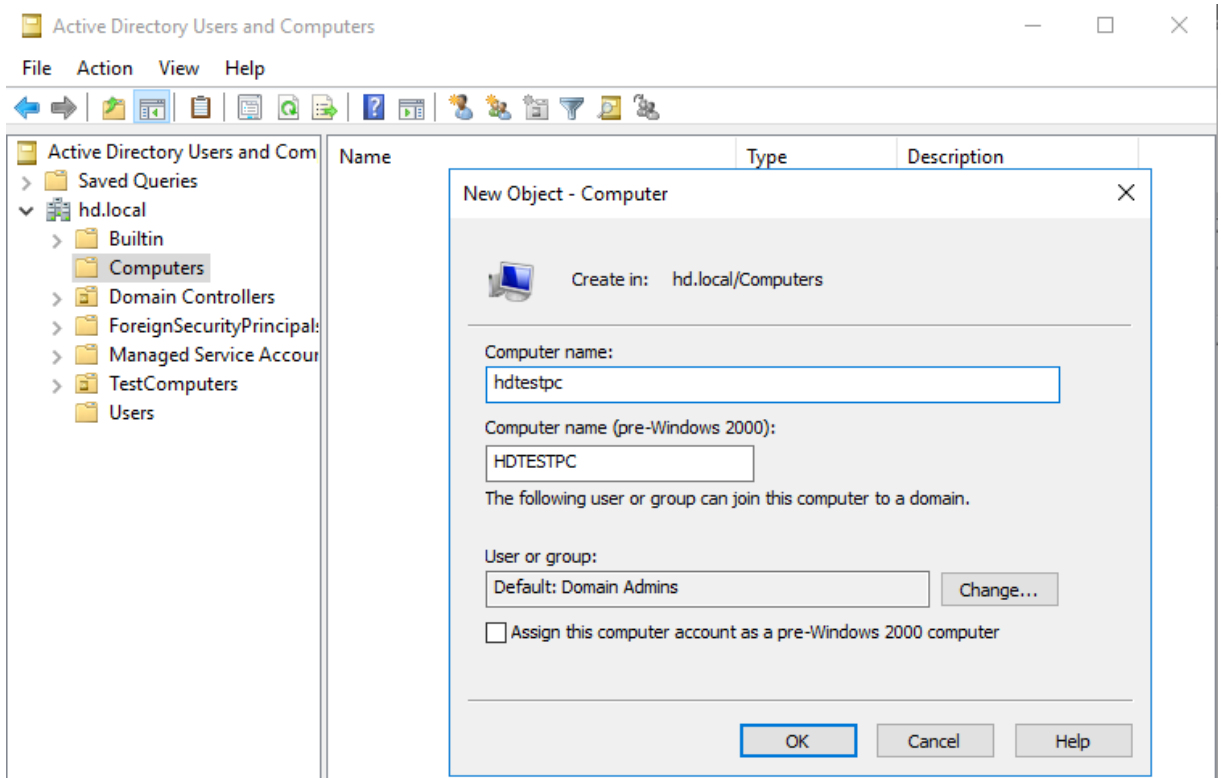 Active Directory Users and Computers
File Action View Help
Active Directory Users and Com
Name Type Description
Saved Queries
hd.local
Builtin
Computers
Domain Controllers
ForeignSecurityPrincipals
Managed Service Accour
TestComputers
Users
New Object - Computer
Create in: hd.local/Computers
Computer name:
hdtestpc
Computer name (pre-Windows 2000):
HDTESTPC
The following user or group can join this computer to a domain.
User or group:
Default: Domain Admins
Change...
Assign this computer account as a pre-Windows 2000 computer
OK Cancel Help